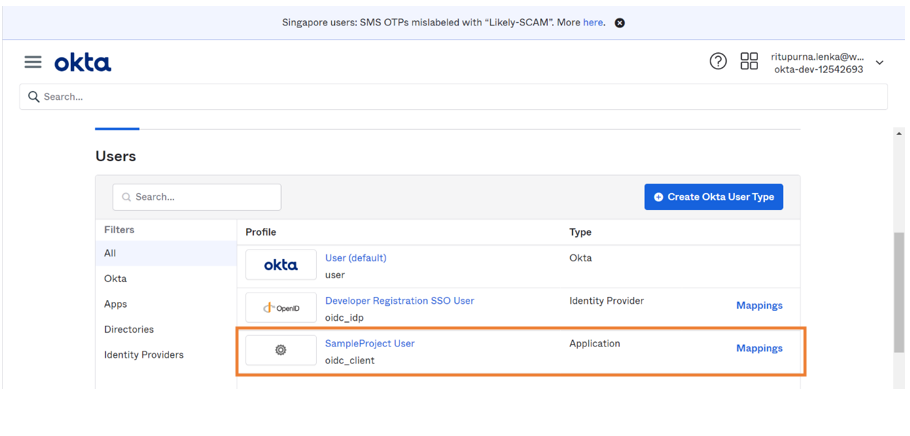 Singapore users: SMS OTPs mislabeled with “Likely-SCAM”. More here.
okta
ritupurna.lenka@w...
okta-dev-12542693
Search...
Users
Search...
Create Okta User Type
Filters
Profile
Type
All
okta
User (default)
Okta
user
Okta
OpenID
Developer Registration SSO User
Identity Provider
Mappings
Apps
oidc_idp
Directories
SampleProject User
Application
Mappings
Identity Providers
oidc_client